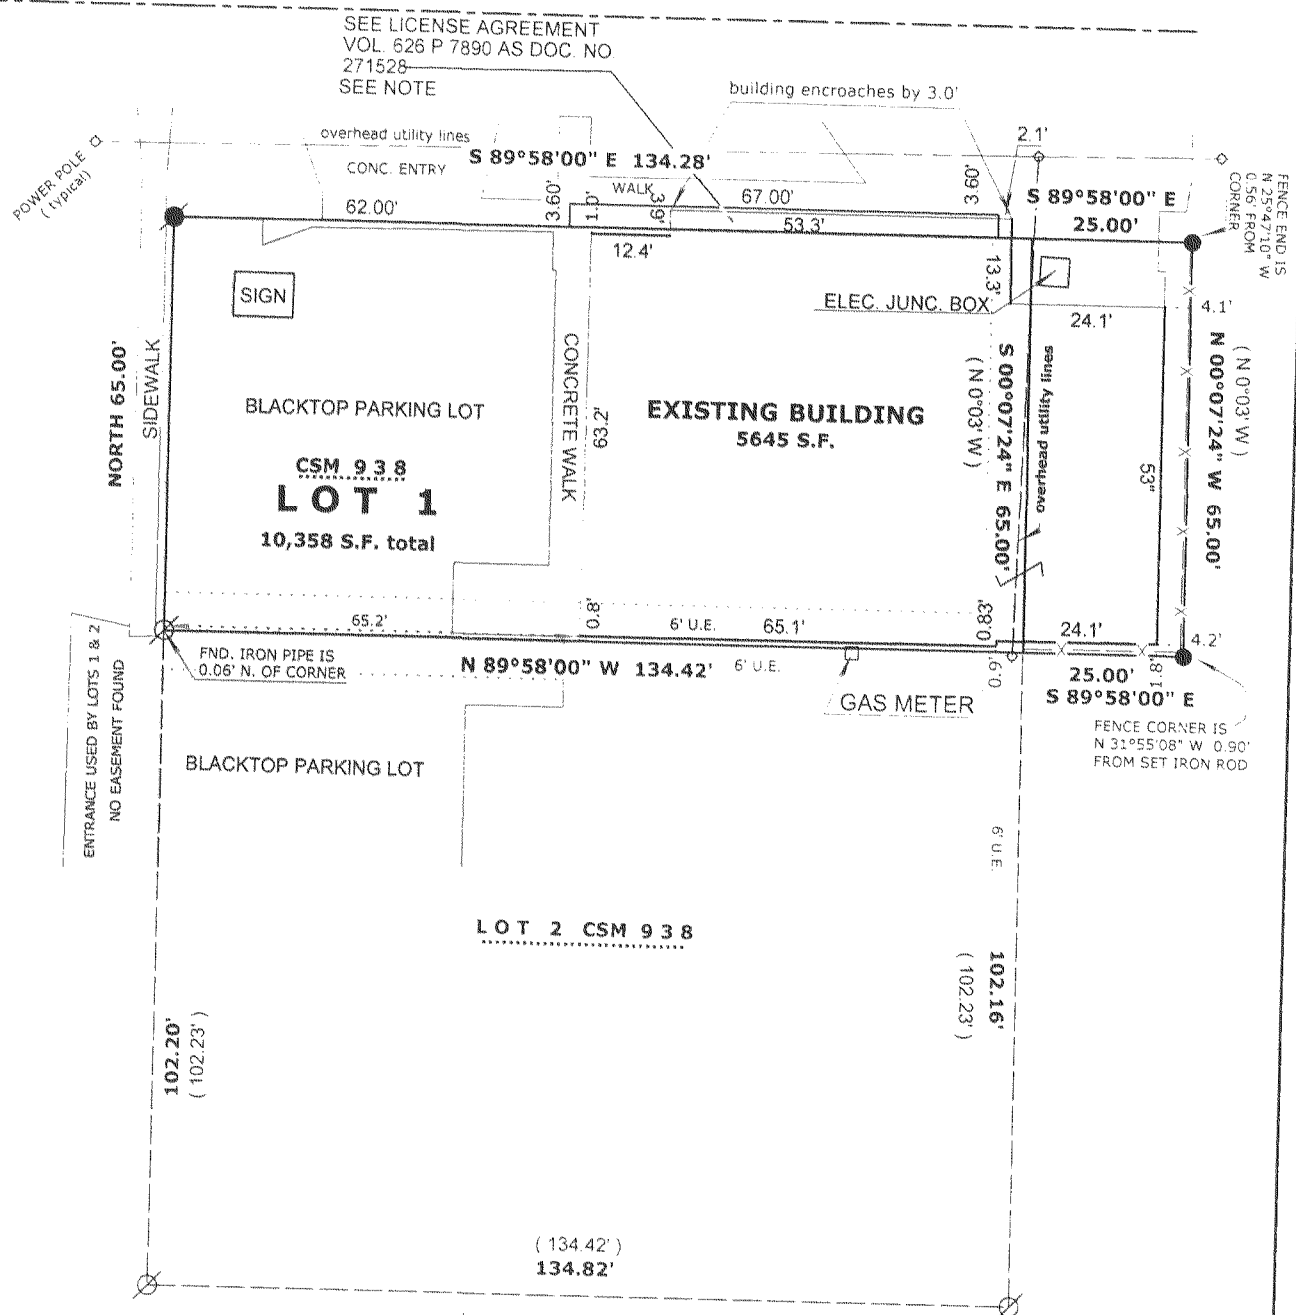 SEE LICENSE AGREEMENT
VOL. 626 P 7890 AS DOC. NO.
271528
SEE NOTE
building encroaches by 3.0'
overhead utility lines
CONC. ENTRY
S 89°58'00" E 134.28'
2.1'
POWER POLE
( typical)
WALK
62.00'
3.60'
1.0'
3.6'
67.00'
53.3'
12.4'
3.60'
S 89°58'00" E
25.00'
FENCE END IS
N 25°47'10" W
0.56' FROM
CORNER
SIGN
13.3'
ELEC. JUNC. BOX
24.1'
4.1'
NORTH 65.00'
SIDEWALK
BLACKTOP PARKING LOT
CSM 938
LOT 1
10,358 S.F. total
CONCRETE WALK
63.2'
EXISTING BUILDING
5645 S.F.
( N 0°03' W )
S 00°07'24" E 65.00'
overhead utility lines
53"
N 00°07'24" W 65.00'
( N 0°03' W )
65.2'
0.8'
6' U.E.
65.1'
0.83'
24.1'
4.2'
FND. IRON PIPE IS
0.06' N. OF CORNER
N 89°58'00" W 134.42'
6' U.E.
0.9'
25.00'
1.8'
S 89°58'00" E
GAS METER
FENCE CORNER IS
N 31°55'08" W 0.90'
FROM SET IRON ROD
ENTRANCE USED BY LOTS 1 & 2
NO EASEMENT FOUND
BLACKTOP PARKING LOT
6' U.E.
LOT 2 CSM 938
102.20'
( 102.23' )
102.16'
( 102.23' )
( 134.42' )
134.82'